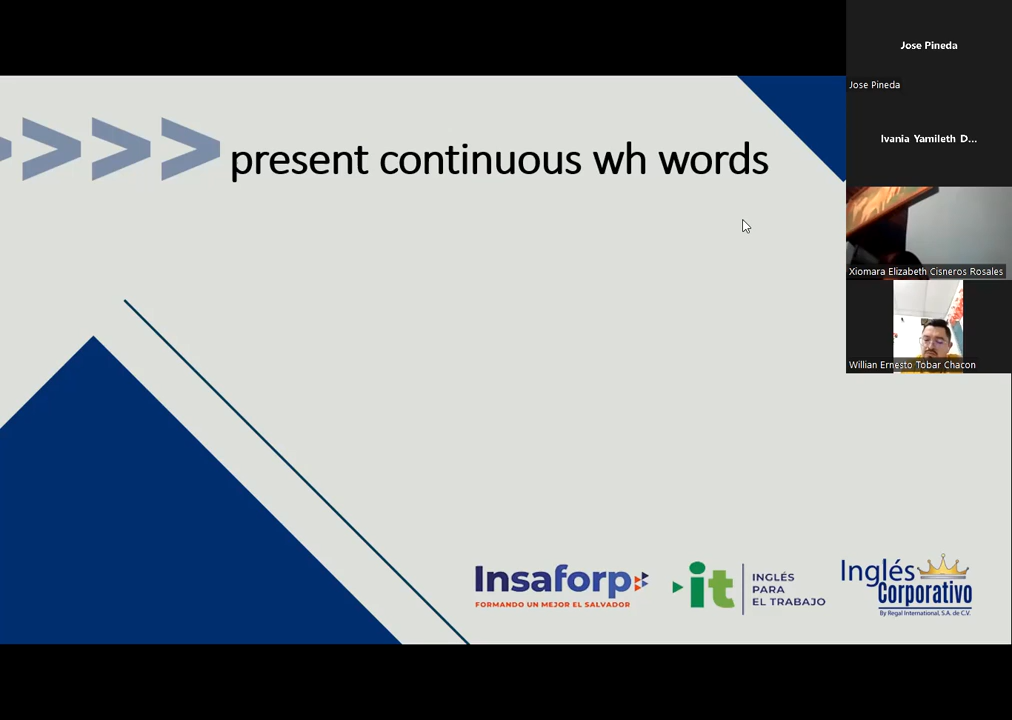 Jose Pineda
Jose Pineda
Ivania Yamileth D...
>>>> present continuous wh words
Xiomara Elizabeth Cisneros Rosales
Willian Ernesto Tobar Chacon
Insaforp
FORMANDO UN MEJOR EL SALVADOR
it
INGLÉS
PARA
EL TRABAJO
Inglés
Corporativo
By Regal International, S.A. de C.V.